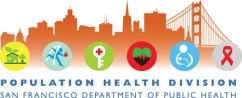 POPULATION HEALTH DIVISION
SAN FRANCISCO DEPARTMENT OF PUBLIC HEALTH